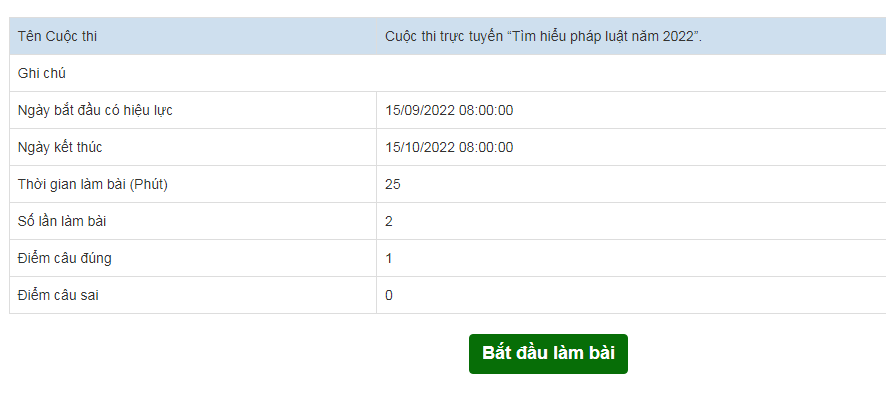 Tên Cuộc thi Cuộc thi trực tuyến “Tìm hiểu pháp luật năm 2022”.
Ghi chú
Ngày bắt đầu có hiệu lực 15/09/2022 08:00:00
Ngày kết thúc 15/10/2022 08:00:00
Thời gian làm bài (Phút) 25
Số lần làm bài 2
Điểm câu đúng 1
Điểm câu sai 0
Bắt đầu làm bài